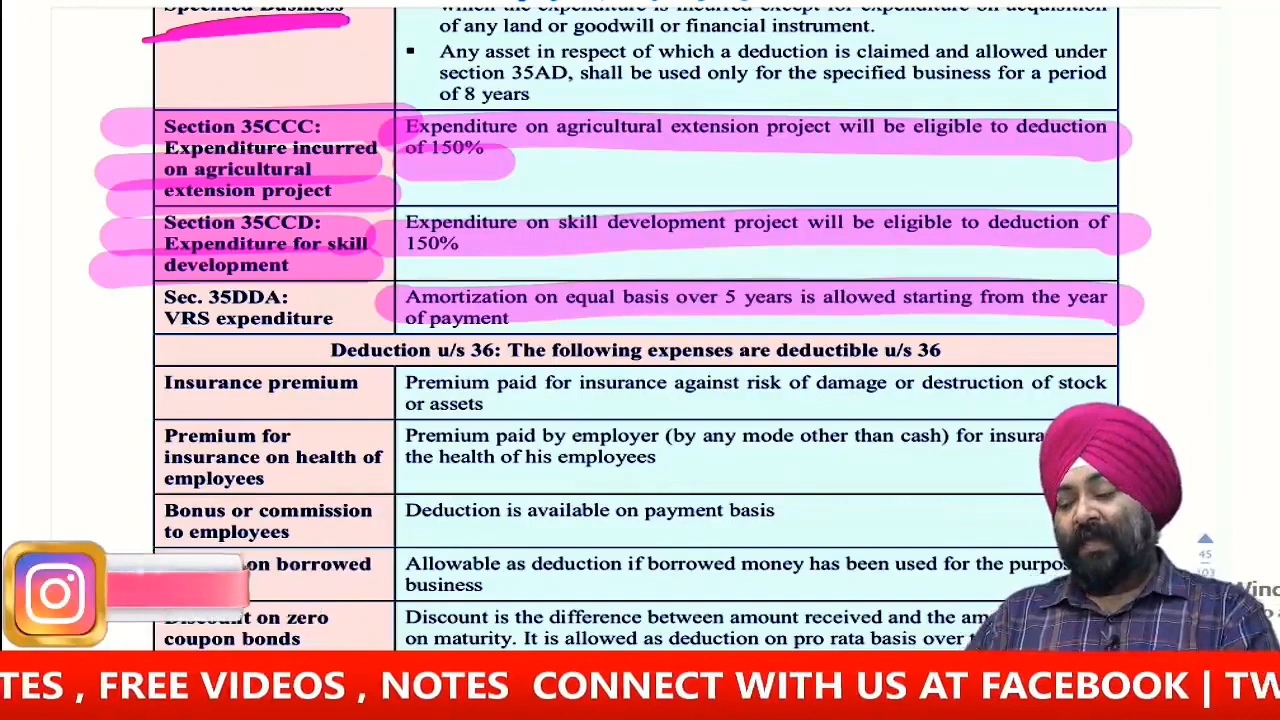 Specified Business
which the expenditure is incurred except for expenditure on acquisition
of any land or goodwill or financial instrument.
▪ Any asset in respect of which a deduction is claimed and allowed under
section 35AD, shall be used only for the specified business for a period
of 8 years
Section 35CCC:
Expenditure incurred
on agricultural
extension project
Expenditure on agricultural extension project will be eligible to deduction
of 150%
Section 35CCD:
Expenditure for skill
development
Expenditure on skill development project will be eligible to deduction of
150%
Sec. 35DDA:
VRS expenditure
Amortization on equal basis over 5 years is allowed starting from the year
of payment
Deduction u/s 36: The following expenses are deductible u/s 36
Insurance premium
Premium paid for insurance against risk of damage or destruction of stock
or assets
Premium for
insurance on health of
employees
Premium paid by employer (by any mode other than cash) for insura
the health of his employees
Bonus or commission
to employees
Deduction is available on payment basis
on borrowed
Allowable as deduction if borrowed money has been used for the purpo
business
Discount on zero
coupon bonds
Discount is the difference between amount received and the am
on maturity. It is allowed as deduction on pro rata basis over
45
103
Winc
TES , FREE VIDEOS , NOTES CONNECT WITH US AT FACEBOOK | TW